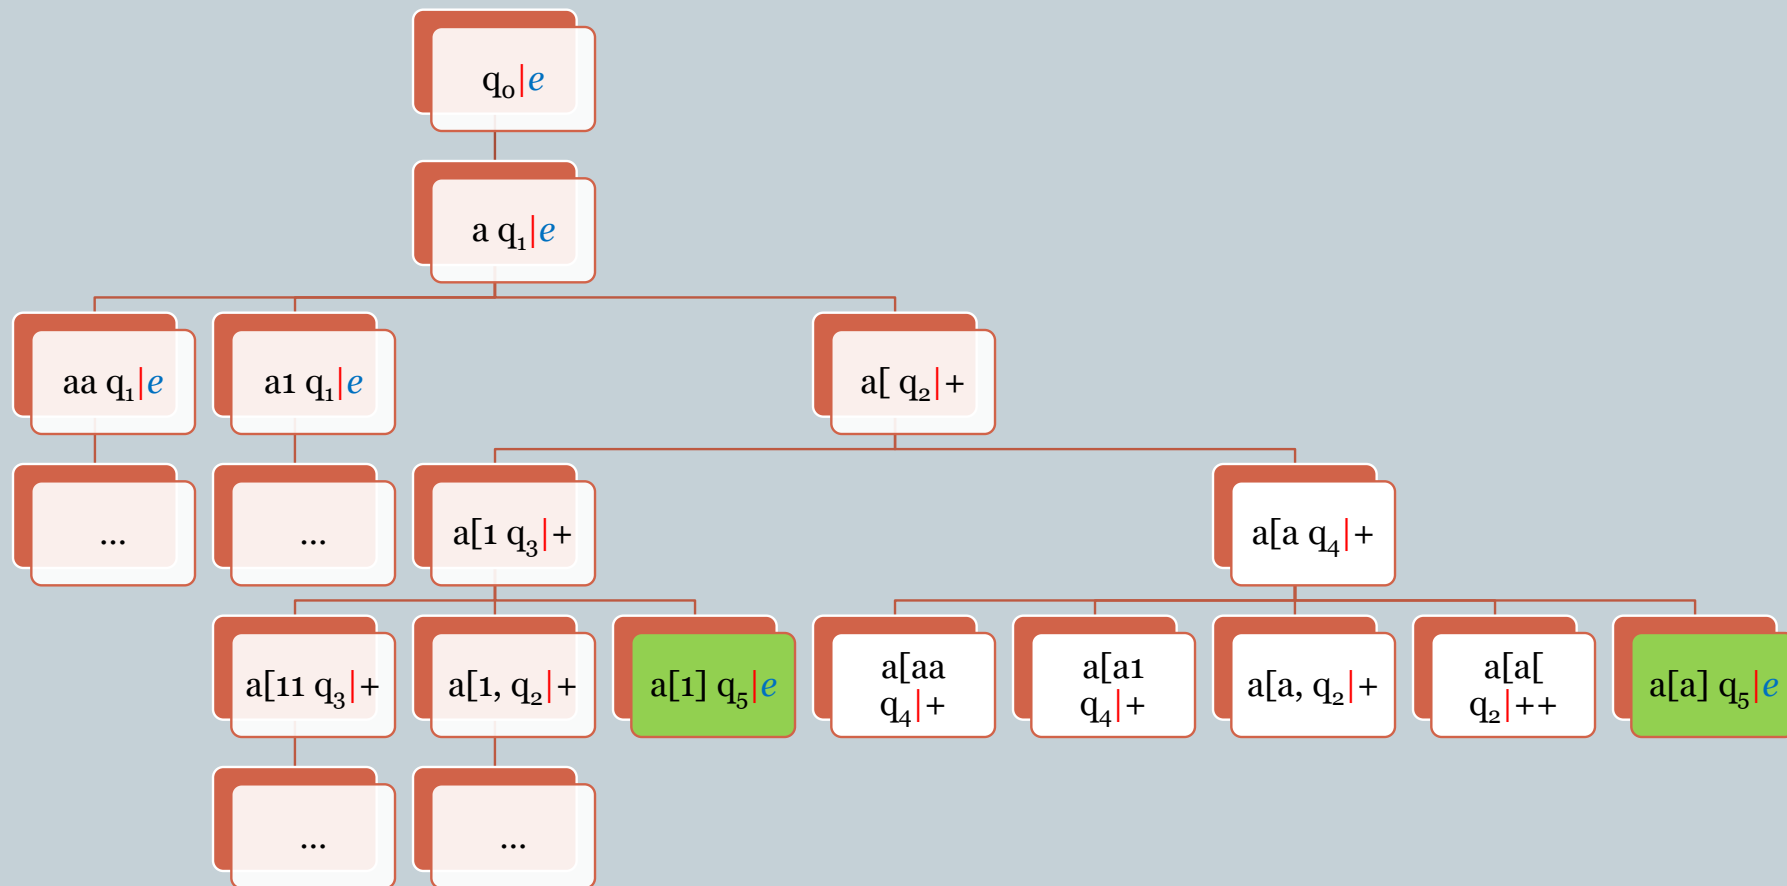 q₀|e
a q₁|e
aa q₁|e
a1 q₁|e
a[ q₂|+
...
...
a[1 q₃|+
a[a q₄|+
a[11 q₃|+
a[1, q₂|+
a[1] q₅|e
a[aa
q₄|+
a[a1
q₄|+
a[a, q₂|+
a[a[
q₂|++
a[a] q₅|e
...
...